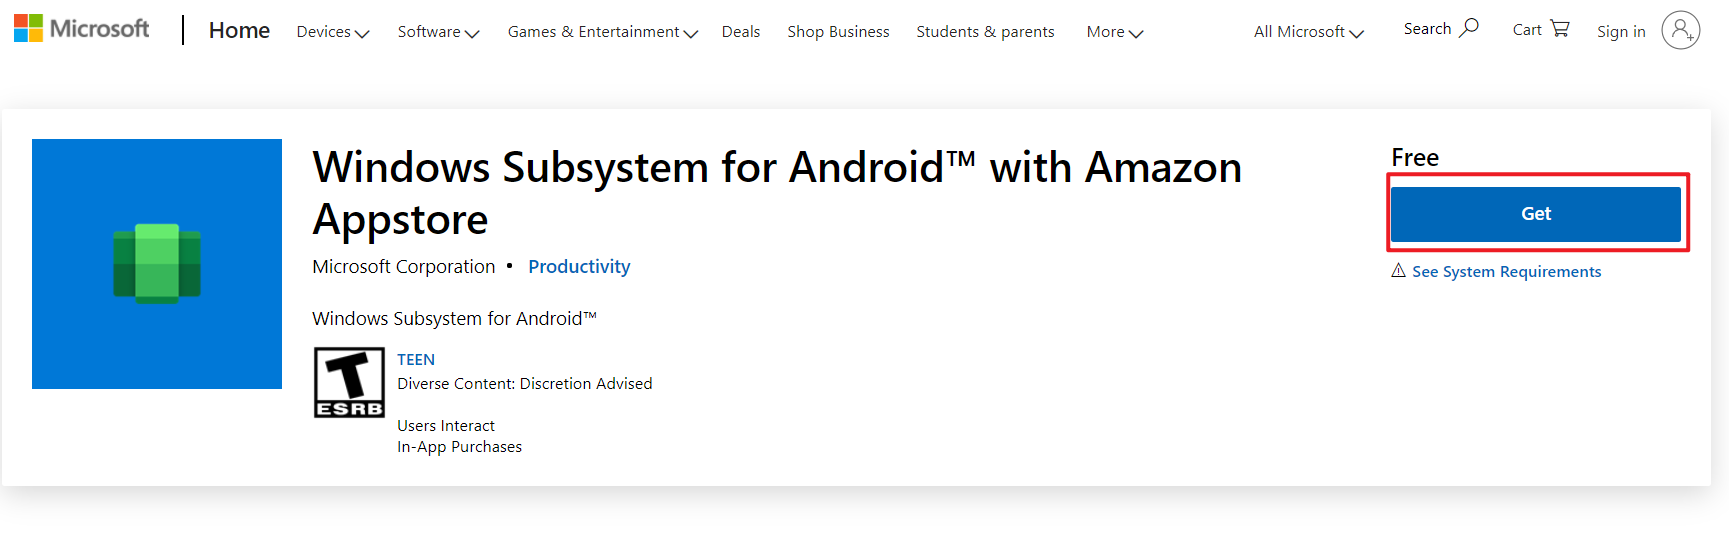 Microsoft Home Devices Software Games & Entertainment Deals Shop Business Students & parents More All Microsoft Search Cart Sign in
Windows Subsystem for Android™ with Amazon
Appstore
Microsoft Corporation • Productivity
Windows Subsystem for Android™
T
ESRB
TEEN
Diverse Content: Discretion Advised
Users Interact
In-App Purchases
Free
Get
See System Requirements